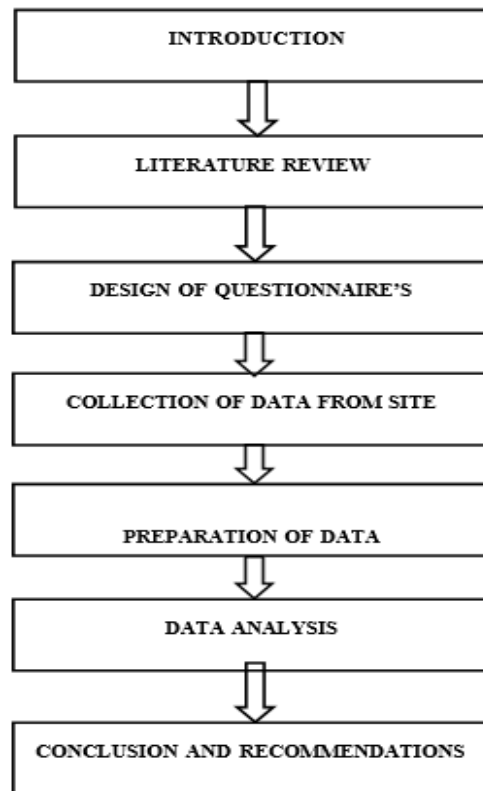 INTRODUCTION
LITERATURE REVIEW
DESIGN OF QUESTIONNAIRE’S
COLLECTION OF DATA FROM SITE
PREPARATION OF DATA
DATA ANALYSIS
CONCLUSION AND RECOMMENDATIONS